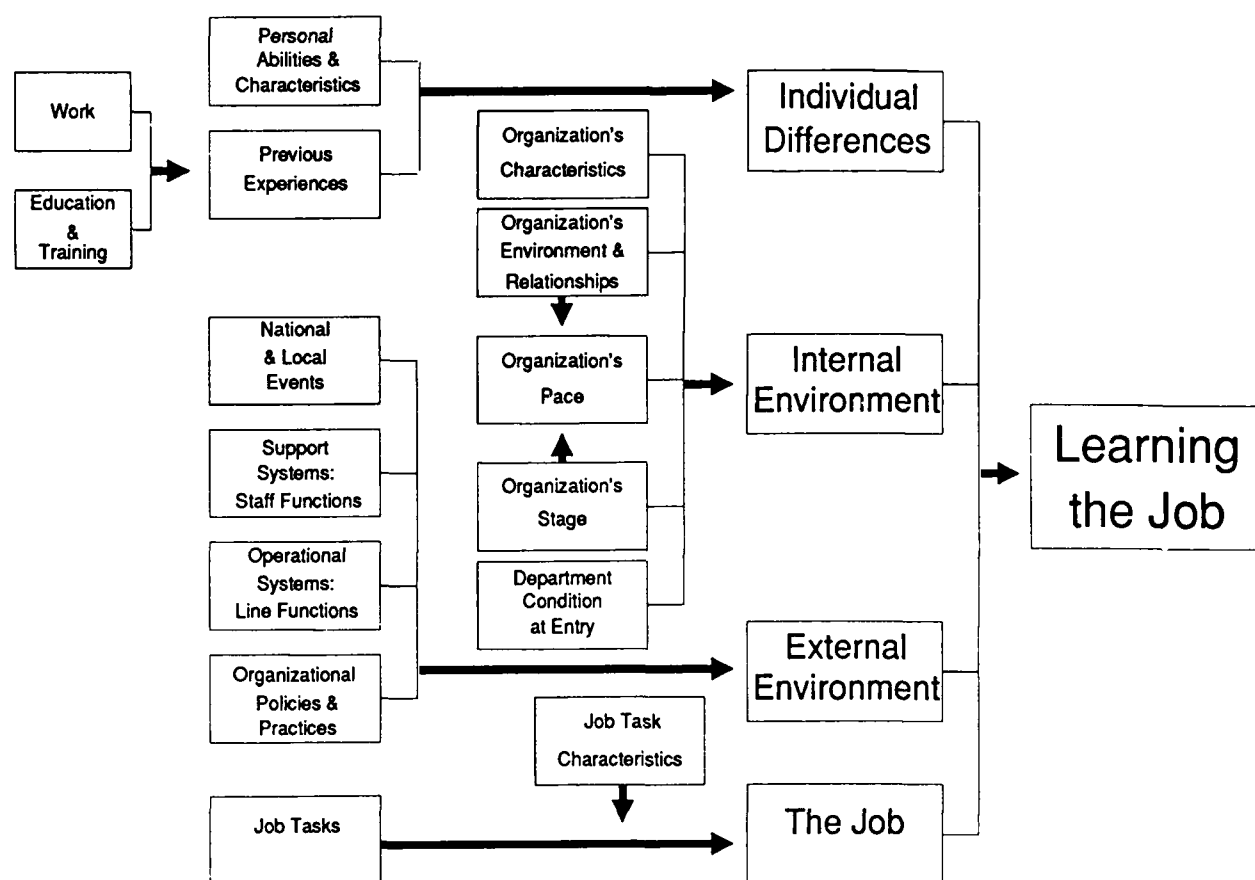 Personal
Abilities &
Characteristics
Work
Previous
Experiences
Education
&
Training
Organization's
Characteristics
Organization's
Environment &
Relationships
Individual
Differences
National
& Local
Events
Support
Systems:
Staff Functions
Operational
Systems:
Line Functions
Organizational
Policies &
Practices
Organization's
Pace
Organization's
Stage
Department
Condition
at Entry
Internal
Environment
External
Environment
Job Task
Characteristics
Job Tasks
The Job
Learning
the Job